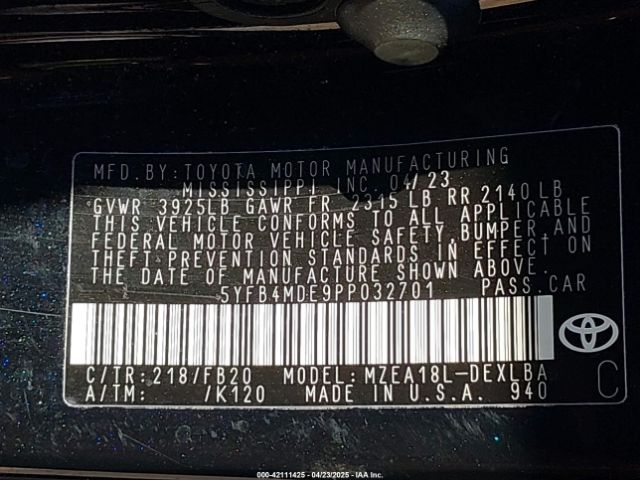 MFD. BY: TOYOTA MOTOR MANUFACTURING
MISSISSIPPI INC. 04/23
GVWR 3925LB GAWR FR 2315 LB RR 2140 LB
THIS VEHICLE CONFORMS TO ALL APPLICABLE
FEDERAL MOTOR VEHICLE SAFETY, BUMPER, AND
THEFT PREVENTION STANDARDS IN EFFECT ON
THE DATE OF MANUFACTURE SHOWN ABOVE.
5YFB4MDE9PP032701 PASS. CAR
C/TR: 218/FB20 MODEL: MZEA18L-DEXLBA
A/TM: /K120 MADE IN U.S.A. 940
C
000-42111425 - 04/23/2025 - IAA Inc.